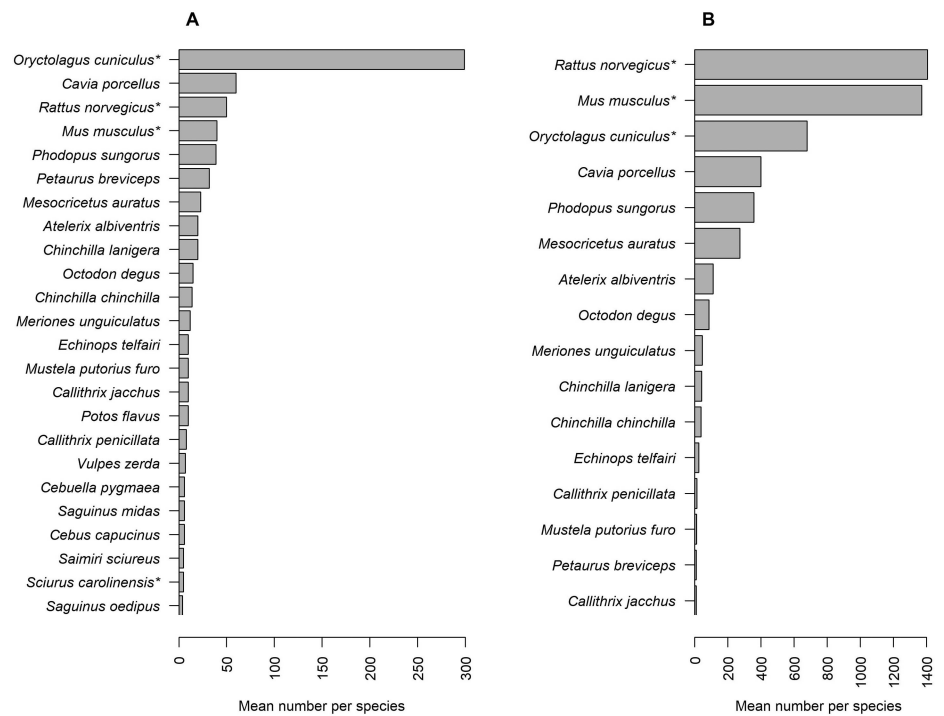 A
Oryctolagus cuniculus*
Cavia porcellus
Rattus norvegicus*
Mus musculus*
Phodopus sungorus
Petaurus breviceps
Mesocricetus auratus
Atelerix albiventris
Chinchilla lanigera
Octodon degus
Chinchilla chinchilla
Meriones unguiculatus
Echinops telfairi
Mustela putorius furo
Callithrix jacchus
Potos flavus
Callithrix penicillata
Vulpes zerda
Cebuella pygmaea
Saguinus midas
Cebus capucinus
Saimiri sciureus
Sciurus carolinensis*
Saguinus oedipus
0 50 100 150 200 250 300
Mean number per species
B
Rattus norvegicus*
Mus musculus*
Oryctolagus cuniculus*
Cavia porcellus
Phodopus sungorus
Mesocricetus auratus
Atelerix albiventris
Octodon degus
Meriones unguiculatus
Chinchilla lanigera
Chinchilla chinchilla
Echinops telfairi
Callithrix penicillata
Mustela putorius furo
Petaurus breviceps
Callithrix jacchus
0 200 400 600 800 1000 1200 1400
Mean number per species